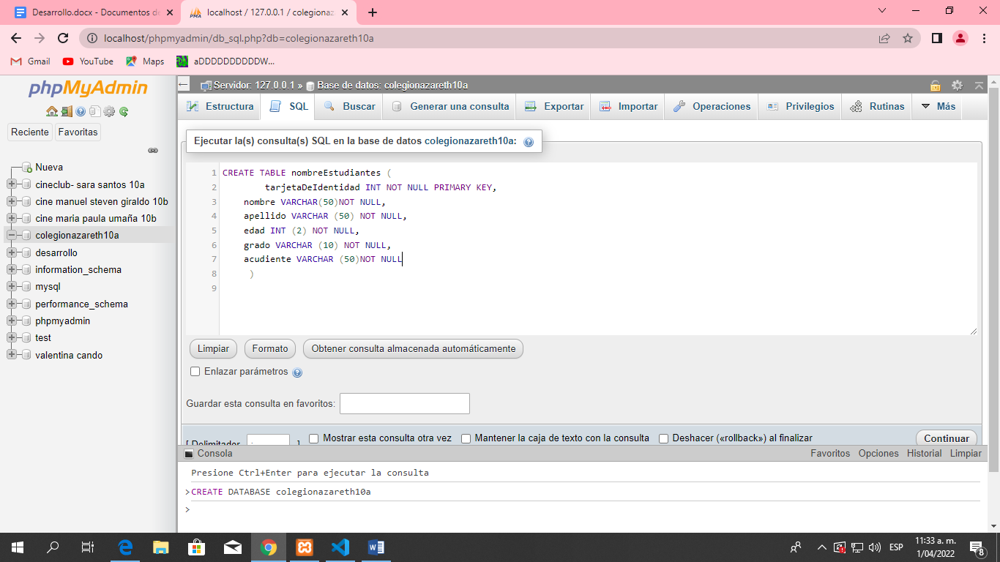 Desarrollo.docx - Documentos de
localhost / 127.0.0.1 / colegionaza
localhost/phpmyadmin/db_sql.php?db=colegionazareth10a
Gmail YouTube Maps aDDDDDDDDDDW...
phpMyAdmin
Reciente Favoritas
Nueva
cineclub- sara santos 10a
cine manuel steven giraldo 10b
cine maria paula umaña 10b
colegionazareth10a
desarrollo
information_schema
mysql
performance_schema
phpmyadmin
test
valentina cando
Servidor: 127.0.0.1 » Base de datos: colegionazareth10a
Estructura SQL Buscar Generar una consulta Exportar Importar Operaciones Privilegios Rutinas Más
Ejecutar la(s) consulta(s) SQL en la base de datos colegionazareth10a:
1 CREATE TABLE nombreEstudiantes (
2 tarjetaDeIdentidad INT NOT NULL PRIMARY KEY,
3 nombre VARCHAR(50)NOT NULL,
4 apellido VARCHAR (50) NOT NULL,
5 edad INT (2) NOT NULL,
6 grado VARCHAR (10) NOT NULL,
7 acudiente VARCHAR (50)NOT NULL
8 )
9
Limpiar Formato Obtener consulta almacenada automáticamente
Enlazar parámetros
Guardar esta consulta en favoritos:
[ Delimitador ; ] Mostrar esta consulta otra vez Mantener la caja de texto con la consulta Deshacer («rollback») al finalizar Continuar
Consola Favoritos Opciones Historial Limpiar
Presione Ctrl+Enter para ejecutar la consulta
>CREATE DATABASE colegionazareth10a
>
ESP
11:33 a. m.
1/04/2022
8